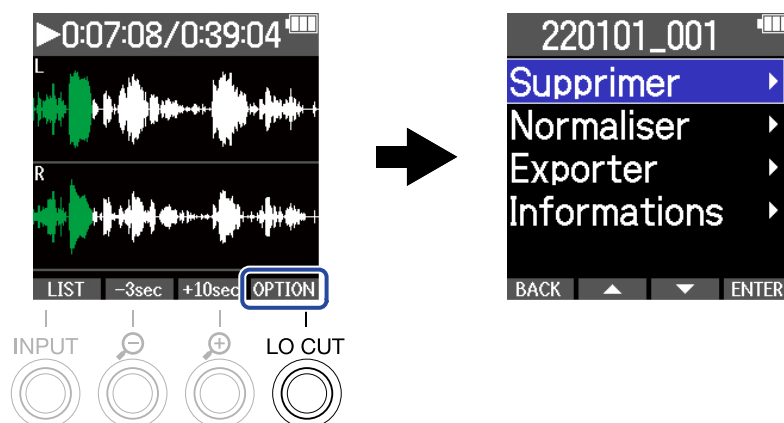 ▶0:07:08/0:39:04
L
R
LIST -3sec +10sec OPTION
INPUT LO CUT
220101_001
Supprimer
Normaliser
Exporter
Informations
BACK ▲ ▼ ENTER